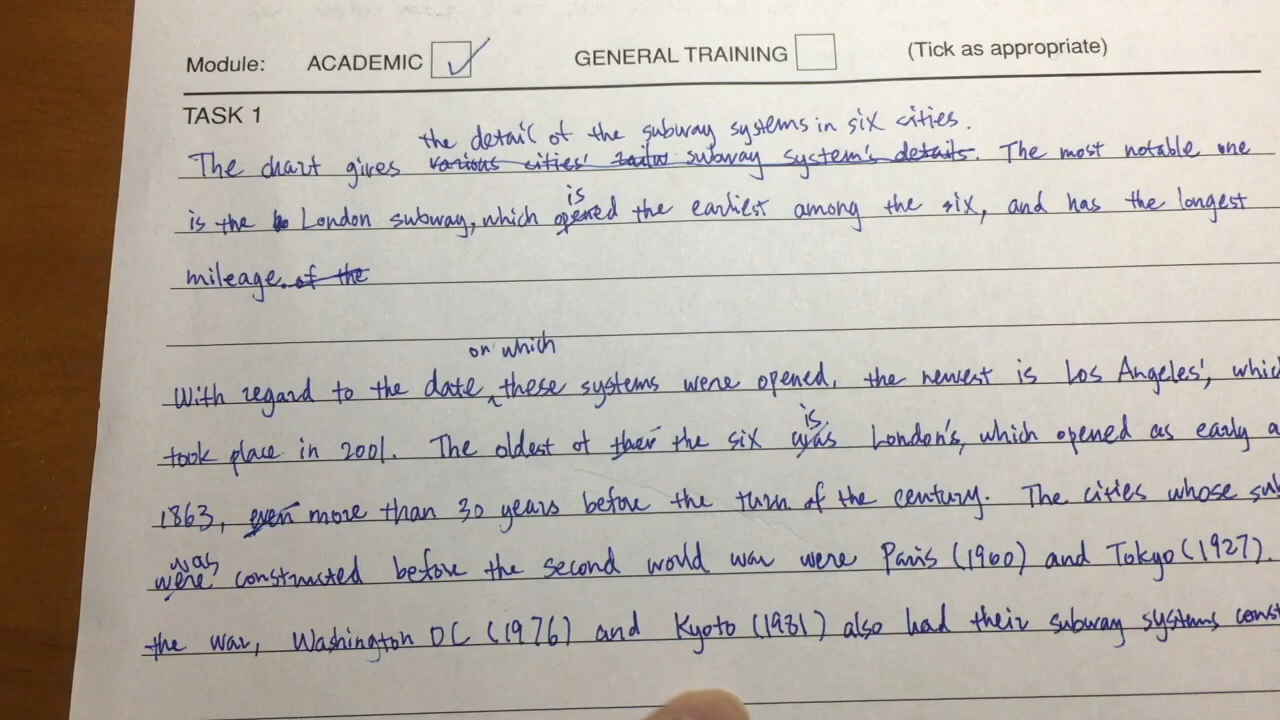 Module: ACADEMIC ✓ GENERAL TRAINING (Tick as appropriate)
TASK 1
the detail of the subway systems in six cities.
The chart gives various cities' subway system's details. The most notable one
is
is the London subway, which opened the earliest among the six, and has the longest
mileage. of the
on which
With regard to the date these systems were opened, the newest is Los Angeles', whic
is
took place in 2001. The oldest of their the six was London's, which opened as early a
1863, even more than 30 years before the turn of the century. The cities whose su
was
were constructed before the second world war were Paris (1900) and Tokyo (1927).
the war, Washington DC (1976) and Kyoto (1981) also had their subway systems const